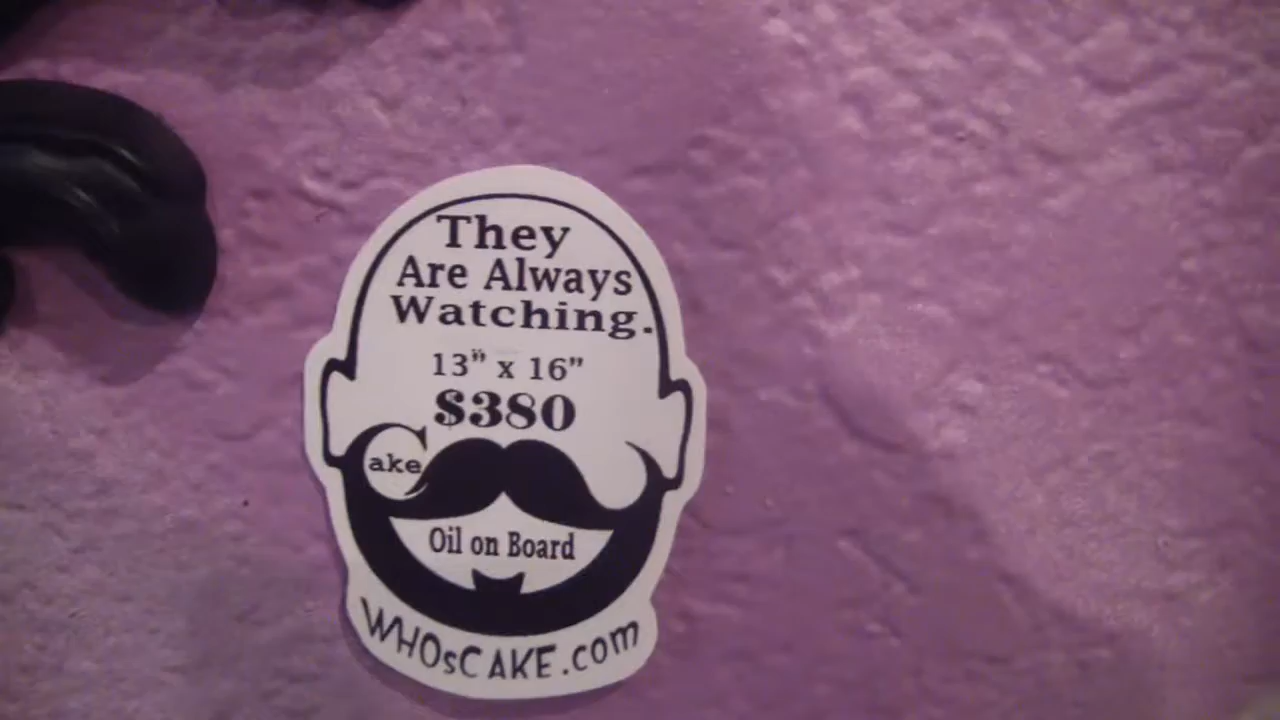 They
Are Always
Watching.
13" x 16"
$380
Cake
Oil on Board
WHOsCAKE.com